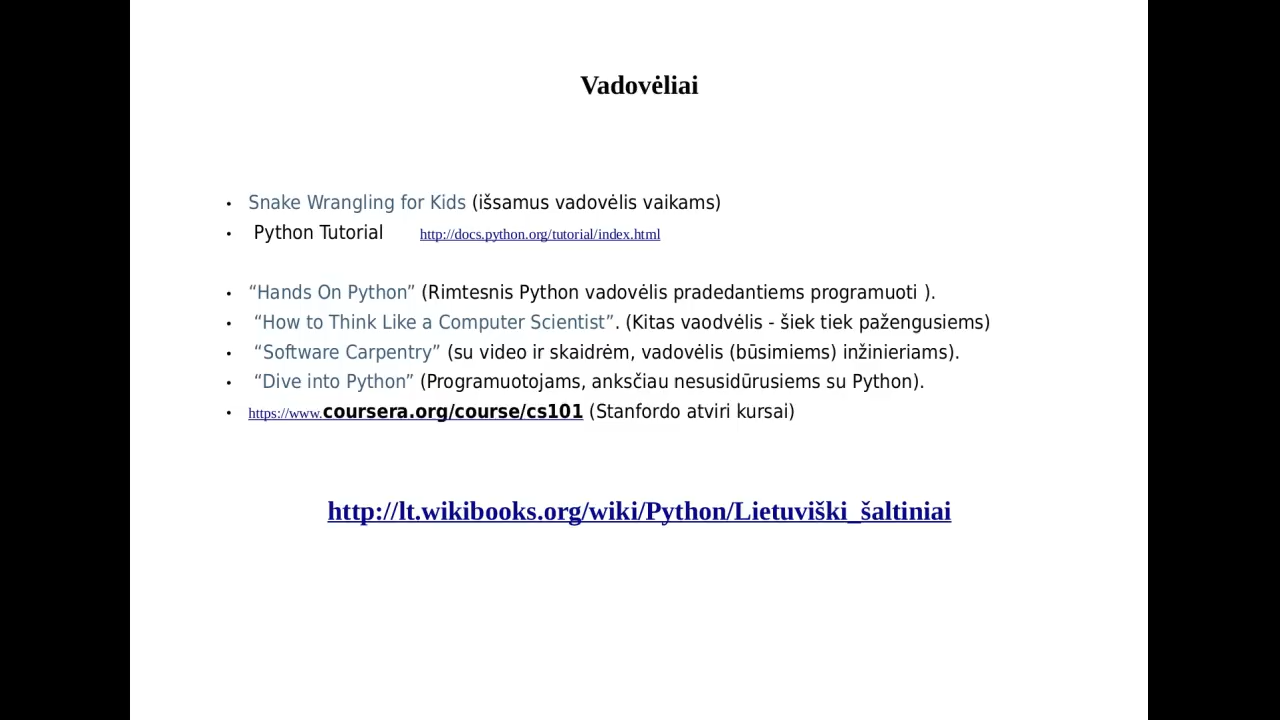 Vadovėliai
• Snake Wrangling for Kids (išsamus vadovėlis vaikams)
• Python Tutorial http://docs.python.org/tutorial/index.html
• “Hands On Python” (Rimtesnis Python vadovėlis pradedantiems programuoti ).
• “How to Think Like a Computer Scientist”. (Kitas vaodvėlis - šiek tiek pažengusiems)
• “Software Carpentry” (su video ir skaidrėm, vadovėlis (būsimiems) inžinieriams).
• “Dive into Python” (Programuotojams, anksčiau nesusidūrusiems su Python).
• https://www.coursera.org/course/cs101 (Stanfordo atviri kursai)
http://lt.wikibooks.org/wiki/Python/Lietuviški_šaltiniai